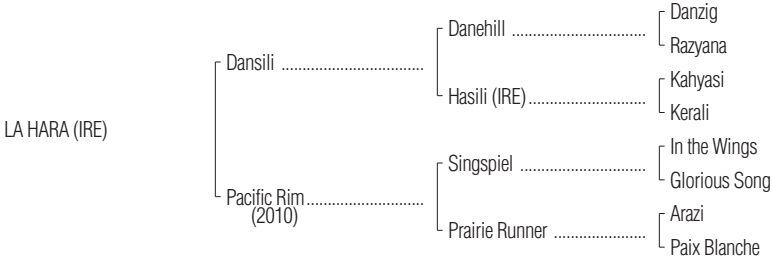 Danzig
Danehill ................................
Razyana
Dansili ..................................
Kahyasi
Hasili (IRE)............................
Kerali
LA HARA (IRE)
In the Wings
Singspiel ..............................
Glorious Song
Pacific Rim............................
(2010)
Arazi
Prairie Runner ......................
Paix Blanche